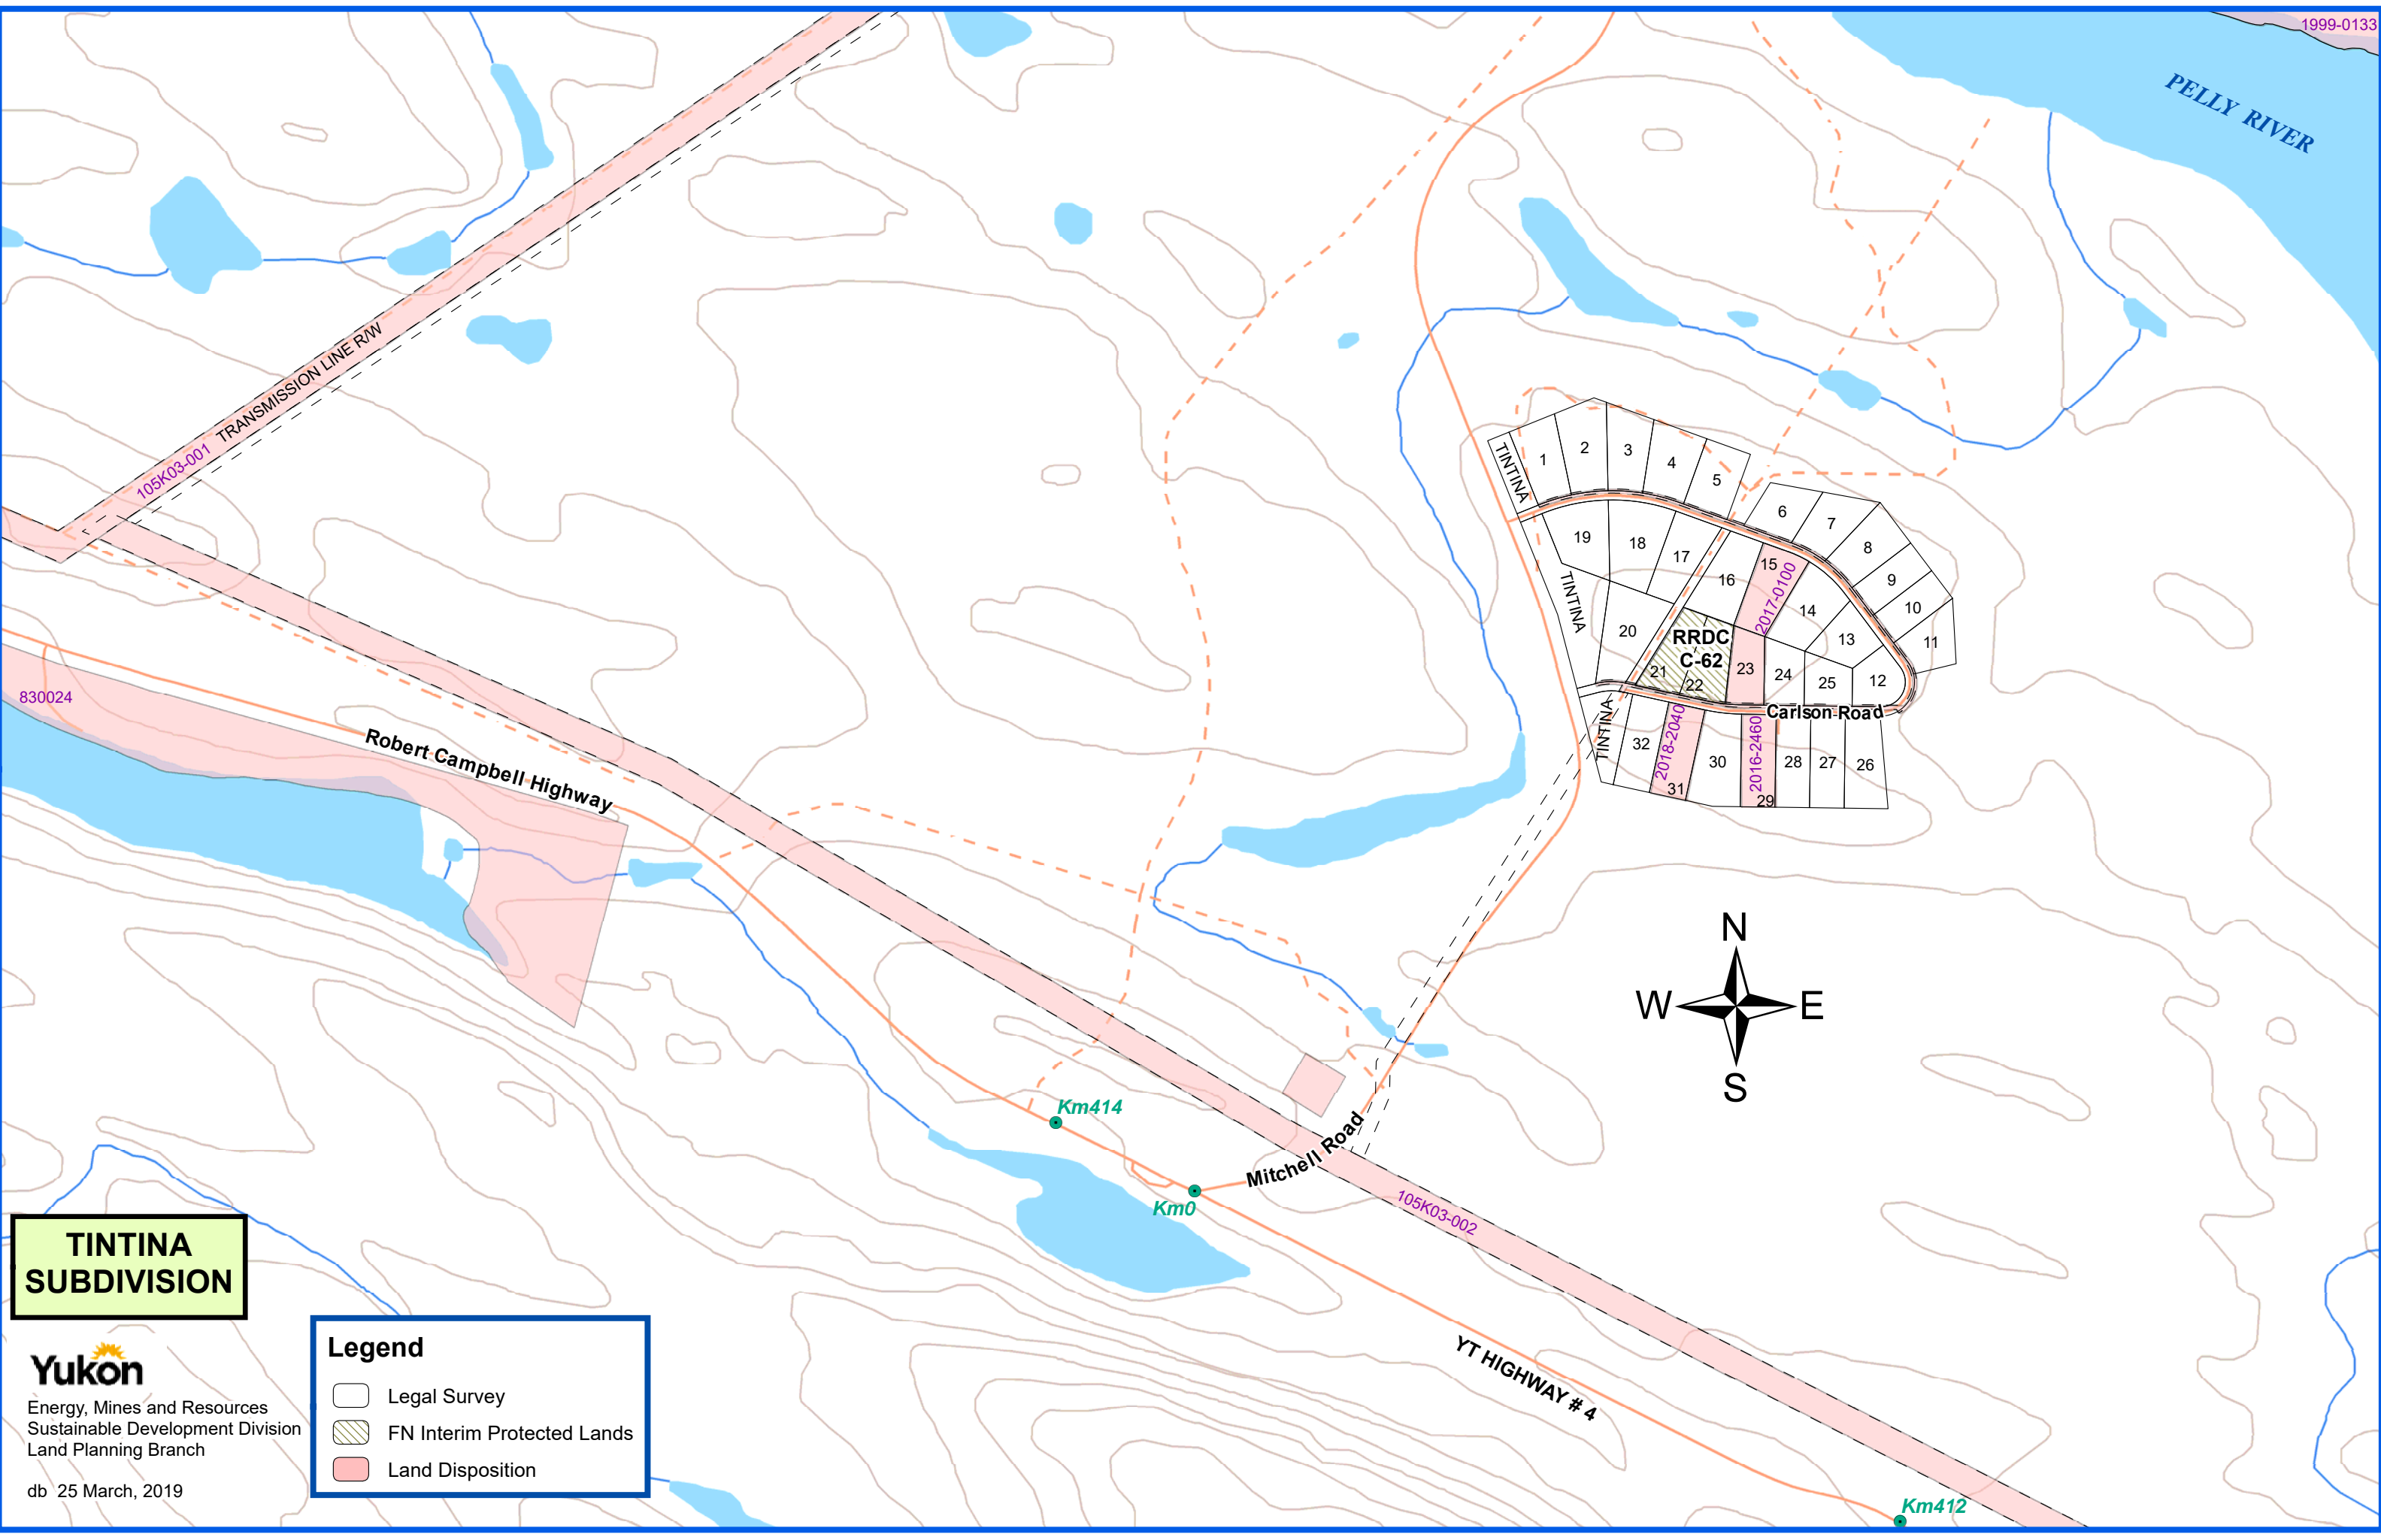 1999-0133
PELLY RIVER
TRANSMISSION LINE R/W
105K03-001
TINTINA
1
2
3
4
5
6
7
8
9
10
11
19
18
17
16
15
2017-0100
14
13
12
TINTINA
20
RRDC
C-62
21
22
23
24
25
Carlson Road
TINTINA
32
2018-2040
31
30
2016-2460
29
28
27
26
830024
Robert Campbell Highway
N
W
E
S
Km414
Mitchell Road
Km0
105K03-002
YT HIGHWAY # 4
Km412
TINTINA
SUBDIVISION
Yukon
Energy, Mines and Resources
Sustainable Development Division
Land Planning Branch
db 25 March, 2019
Legend
Legal Survey
FN Interim Protected Lands
Land Disposition